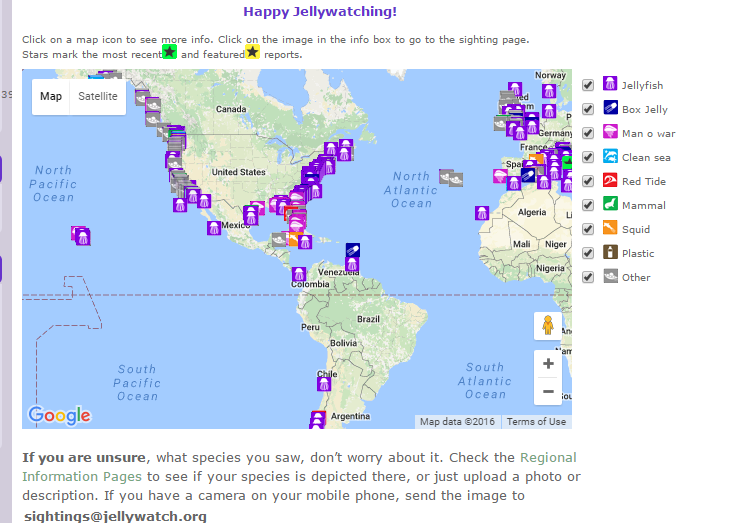 Happy Jellywatching!
Click on a map icon to see more info. Click on the image in the info box to go to the sighting page.
Stars mark the most recent and featured reports.
39
Map Satellite
Norway
Canada
Germany
France
North
Pacific
Ocean
United States
Spai
North
Atlantic
Ocean
Mexico
Algeria
Li
Mali Niger
Nigeria
Venezuela
Colombia
Brazil
Peru
Bolivia
South
Pacific
Ocean
Chile
South
Atlantic
Ocean
Argentina
Google
Map data ©2016 Terms of Use
Jellyfish
Box Jelly
Man o war
Clean sea
Red Tide
Mammal
Squid
Plastic
Other
If you are unsure, what species you saw, don’t worry about it. Check the Regional
Information Pages to see if your species is depicted there, or just upload a photo or
description. If you have a camera on your mobile phone, send the image to
sightings@jellywatch.org